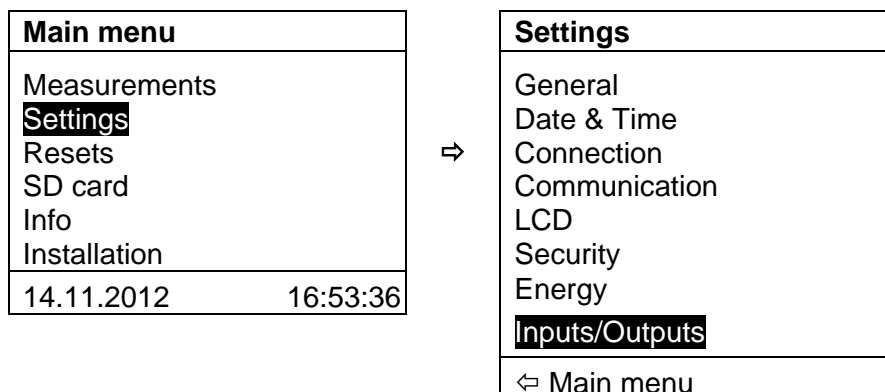 Main menu
Measurements
Settings
Resets
SD card
Info
Installation
14.11.2012 16:53:36
⇨
Settings
General
Date & Time
Connection
Communication
LCD
Security
Energy
Inputs/Outputs
⇦ Main menu